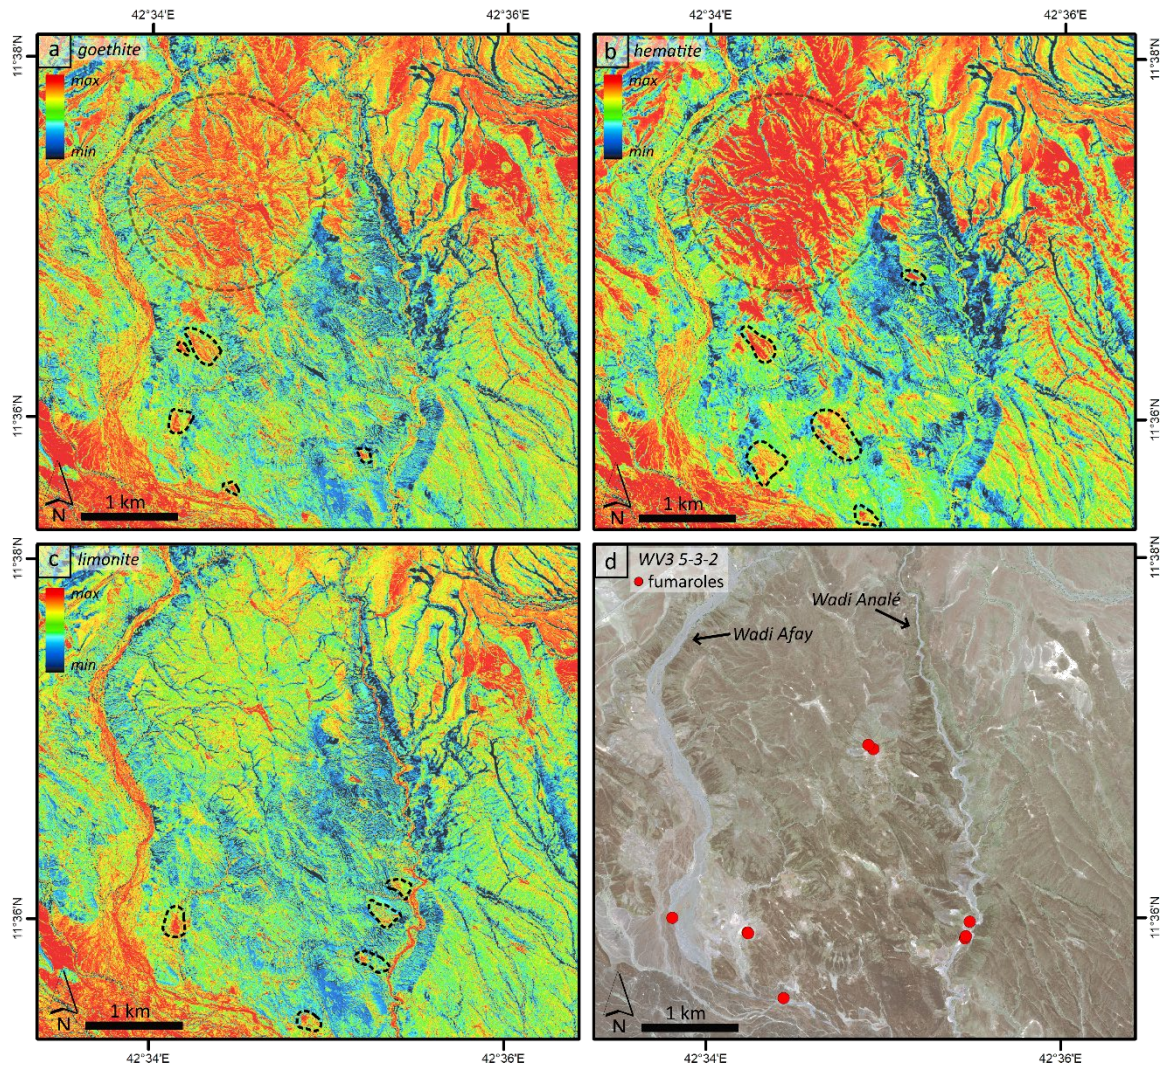 42°34'E 42°36'E 42°34'E 42°36'E
11°38'N
a goethite
max
min
11°36'N
N
1 km
b hematite
max
min
11°38'N
11°36'N
N
1 km
11°38'N
c limonite
max
min
11°36'N
N
1 km
42°34'E 42°36'E
d WV3 5-3-2
fumaroles
Wadi Analé
Wadi Afay
11°38'N
11°36'N
N
1 km
42°34'E 42°36'E